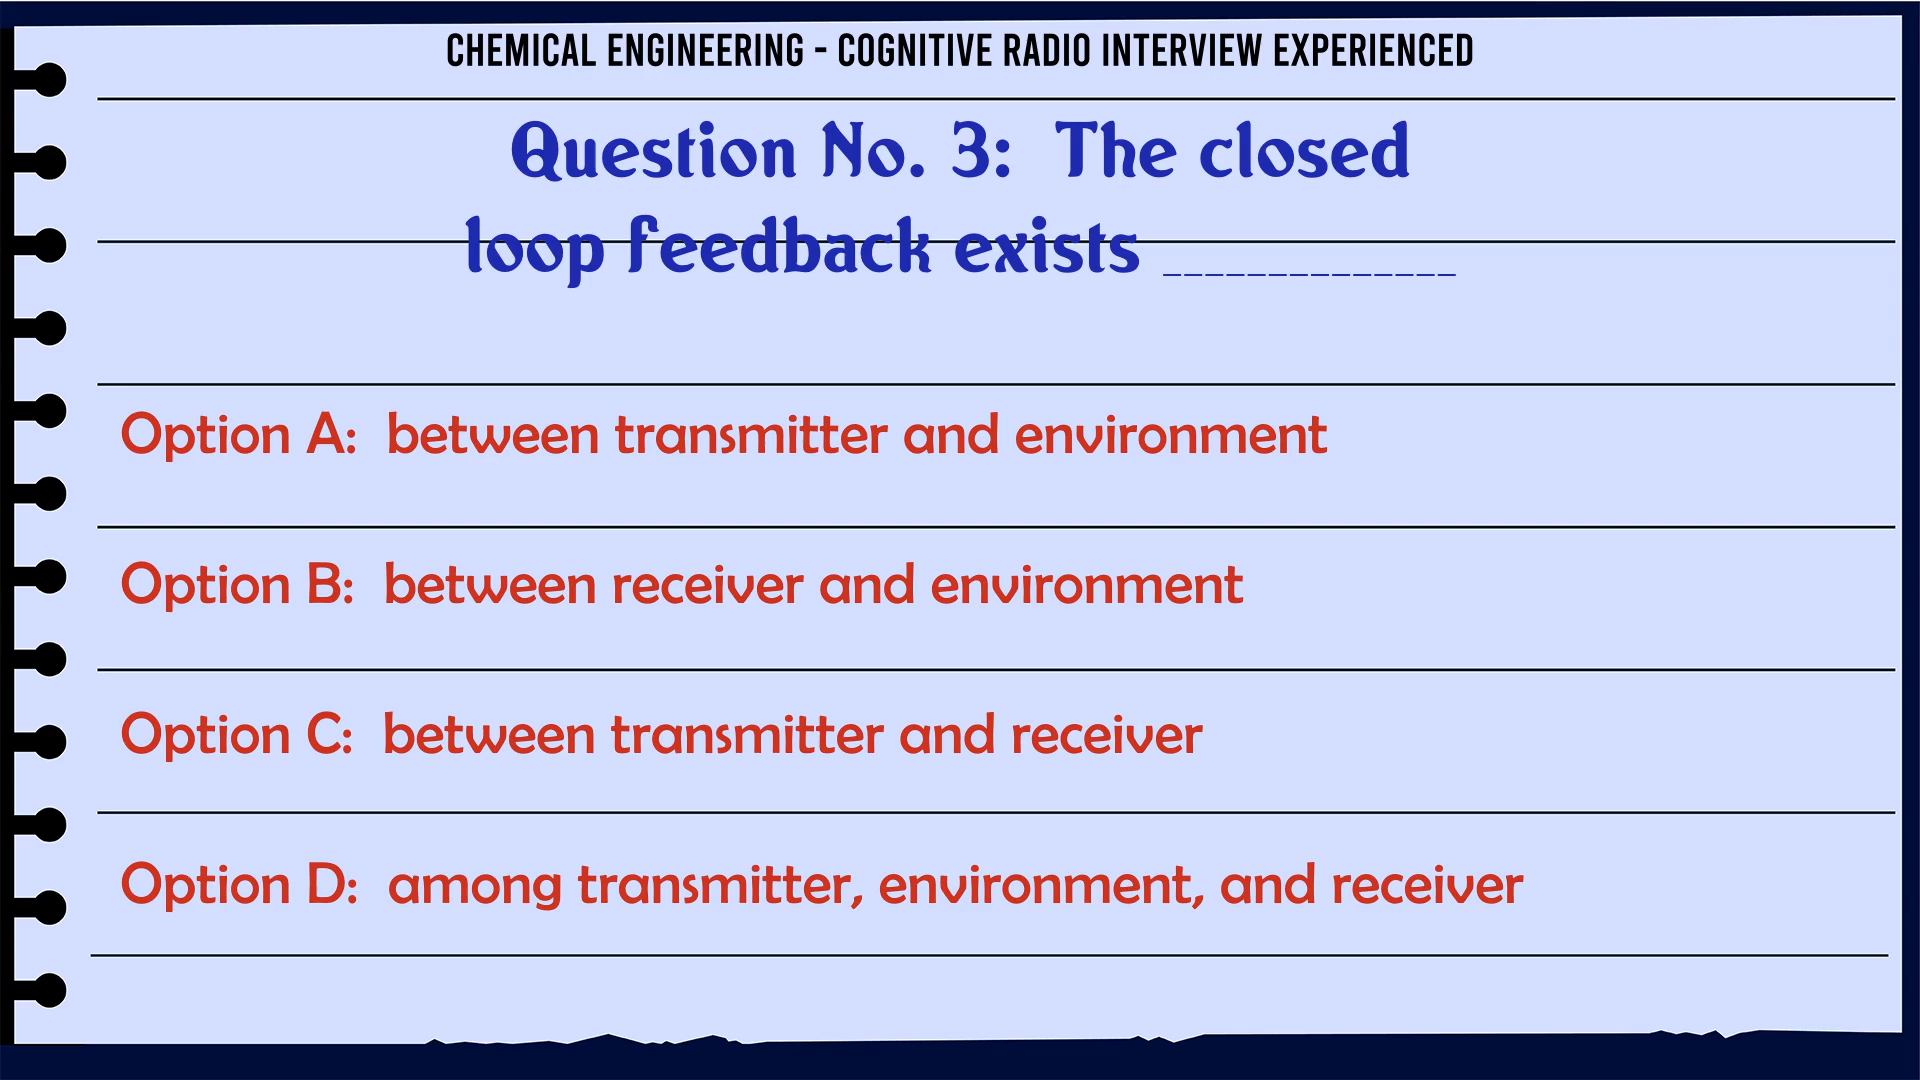 CHEMICAL ENGINEERING - COGNITIVE RADIO INTERVIEW EXPERIENCED
Question No. 3: The closed
loop feedback exists ______________
Option A: between transmitter and environment
Option B: between receiver and environment
Option C: between transmitter and receiver
Option D: among transmitter, environment, and receiver